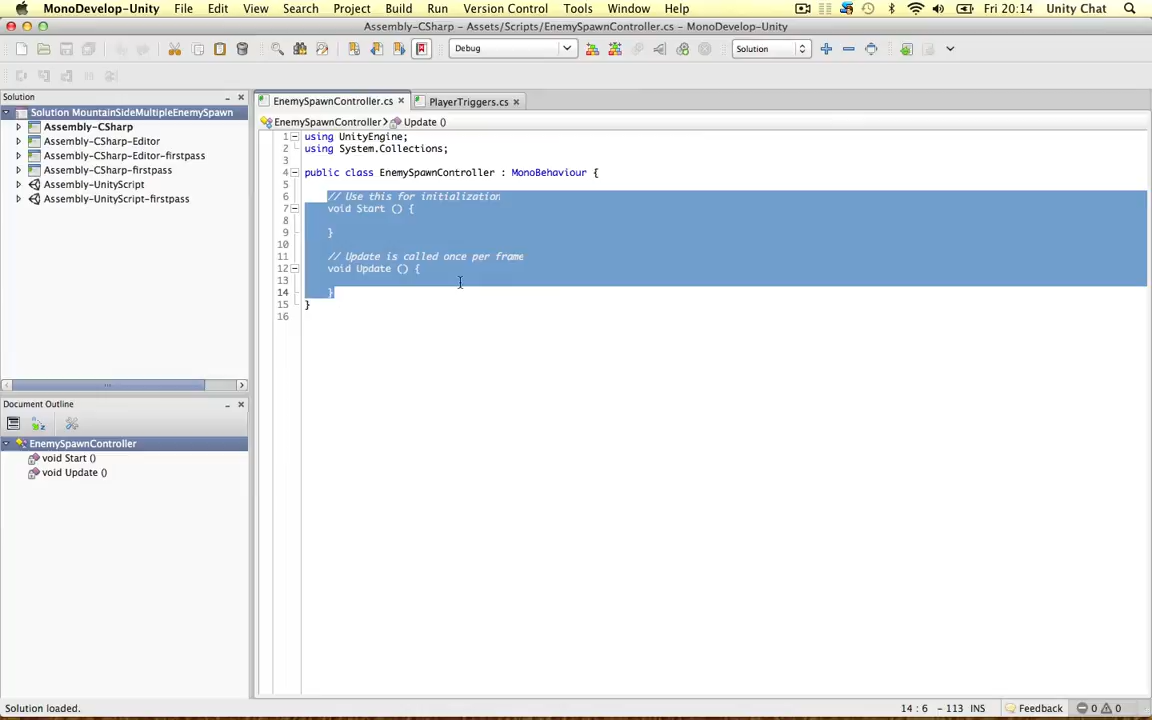 MonoDevelop-Unity File Edit View Search Project Build Run Version Control Tools Window Help Fri 20:14 Unity Chat
Assembly-CSharp - Assets/Scripts/EnemySpawnController.cs - MonoDevelop-Unity
Debug Solution
Solution
EnemySpawnController.cs PlayerTriggers.cs
Solution MountainSideMultipleEnemySpawn
Assembly-CSharp
Assembly-CSharp-Editor
Assembly-CSharp-Editor-firstpass
Assembly-CSharp-firstpass
Assembly-UnityScript
Assembly-UnityScript-firstpass
EnemySpawnController Update ()
1 using UnityEngine;
2 using System.Collections;
3
4 public class EnemySpawnController : MonoBehaviour {
5
6 // Use this for initialization
7 void Start () {
8
9 }
10
11 // Update is called once per frame
12 void Update () {
13
14 }
15 }
16
Document Outline
EnemySpawnController
void Start ()
void Update ()
Solution loaded. 14 : 6 - 113 INS Feedback 0 0